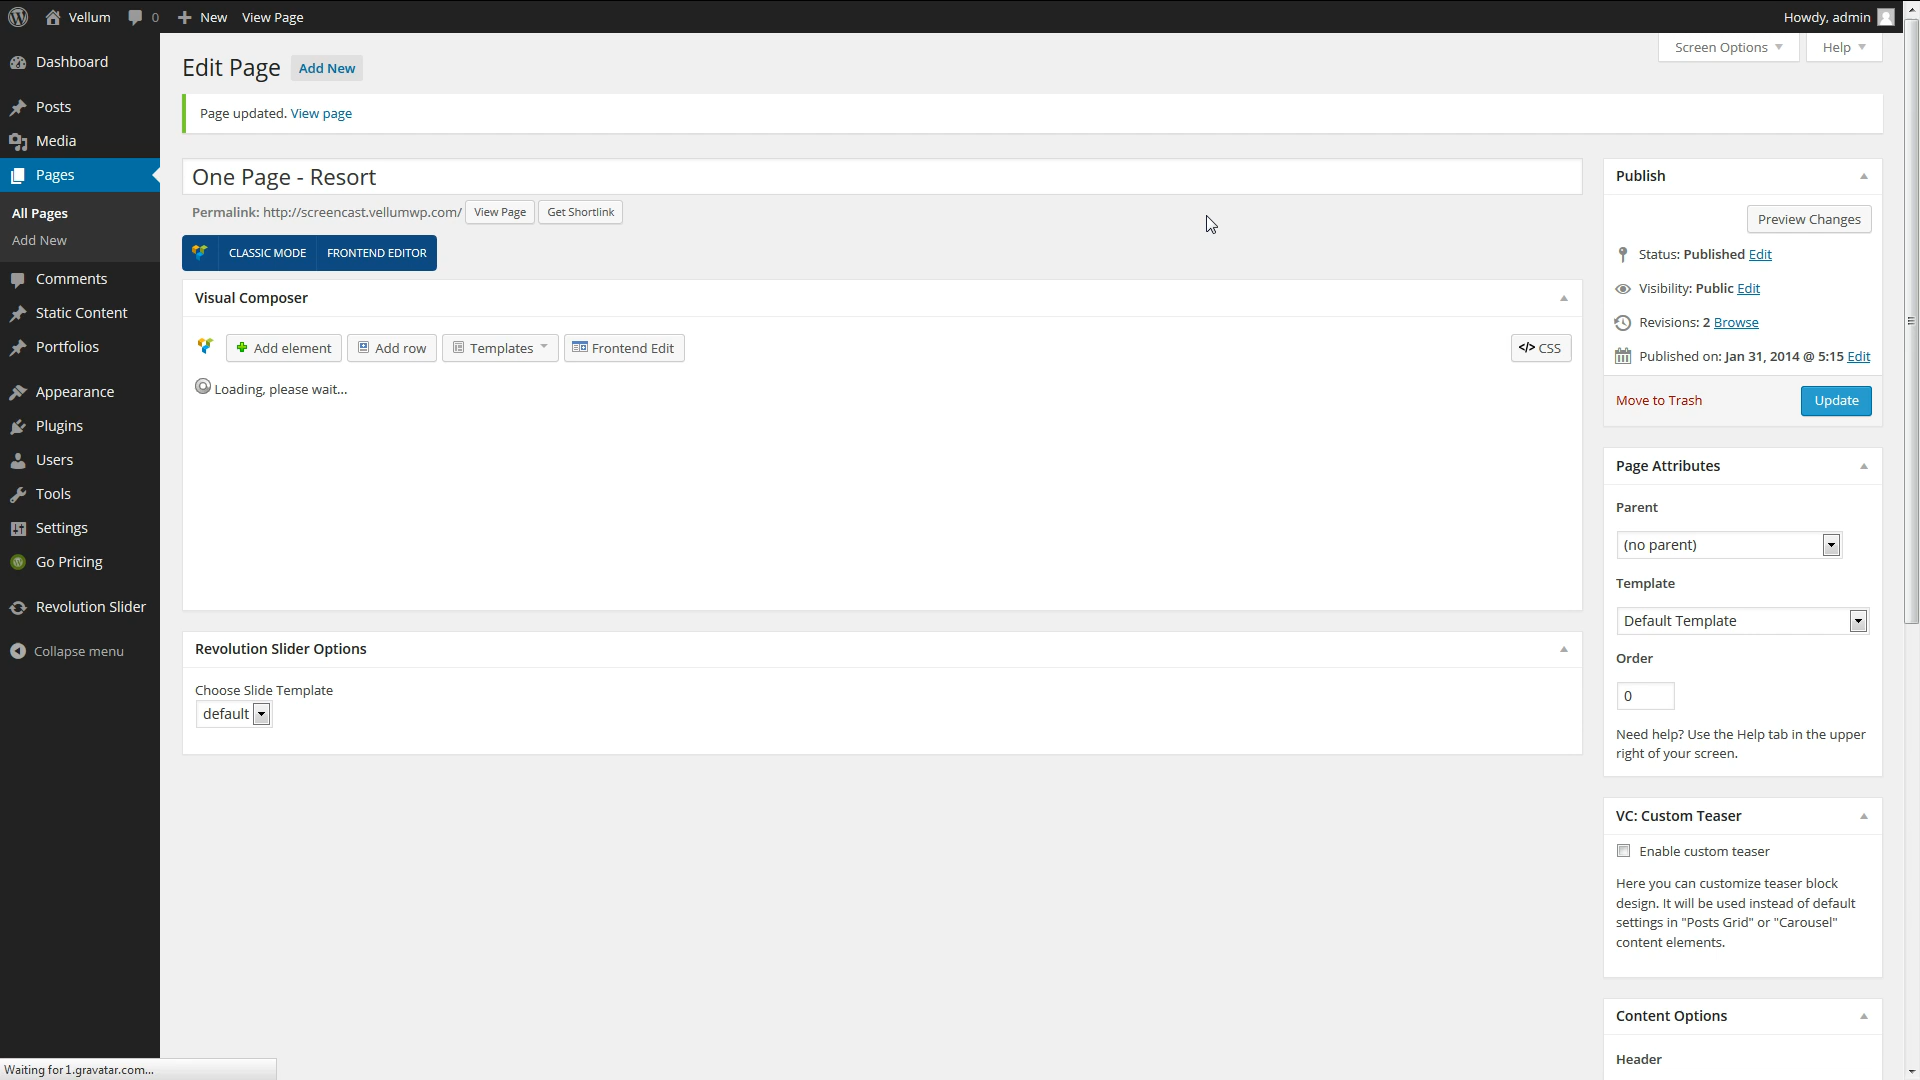 Vellum 0 New View Page Howdy, admin
Screen Options Help
Dashboard
Posts
Media
Pages
All Pages
Add New
Comments
Static Content
Portfolios
Appearance
Plugins
Users
Tools
Settings
Go Pricing
Revolution Slider
Collapse menu
Edit Page Add New
Page updated. View page
One Page - Resort
Permalink: http://screencast.vellumwp.com/ View Page Get Shortlink
CLASSIC MODE FRONTEND EDITOR
Visual Composer
Add element Add row Templates Frontend Edit </> CSS
Loading, please wait...
Revolution Slider Options
Choose Slide Template
default
Publish
Preview Changes
Status: Published Edit
Visibility: Public Edit
Revisions: 2 Browse
Published on: Jan 31, 2014 @ 5:15 Edit
Move to Trash Update
Page Attributes
Parent
(no parent)
Template
Default Template
Order
0
Need help? Use the Help tab in the upper
right of your screen.
VC: Custom Teaser
Enable custom teaser
Here you can customize teaser block
design. It will be used instead of default
settings in "Posts Grid" or "Carousel"
content elements.
Content Options
Header
Waiting for 1.gravatar.com...